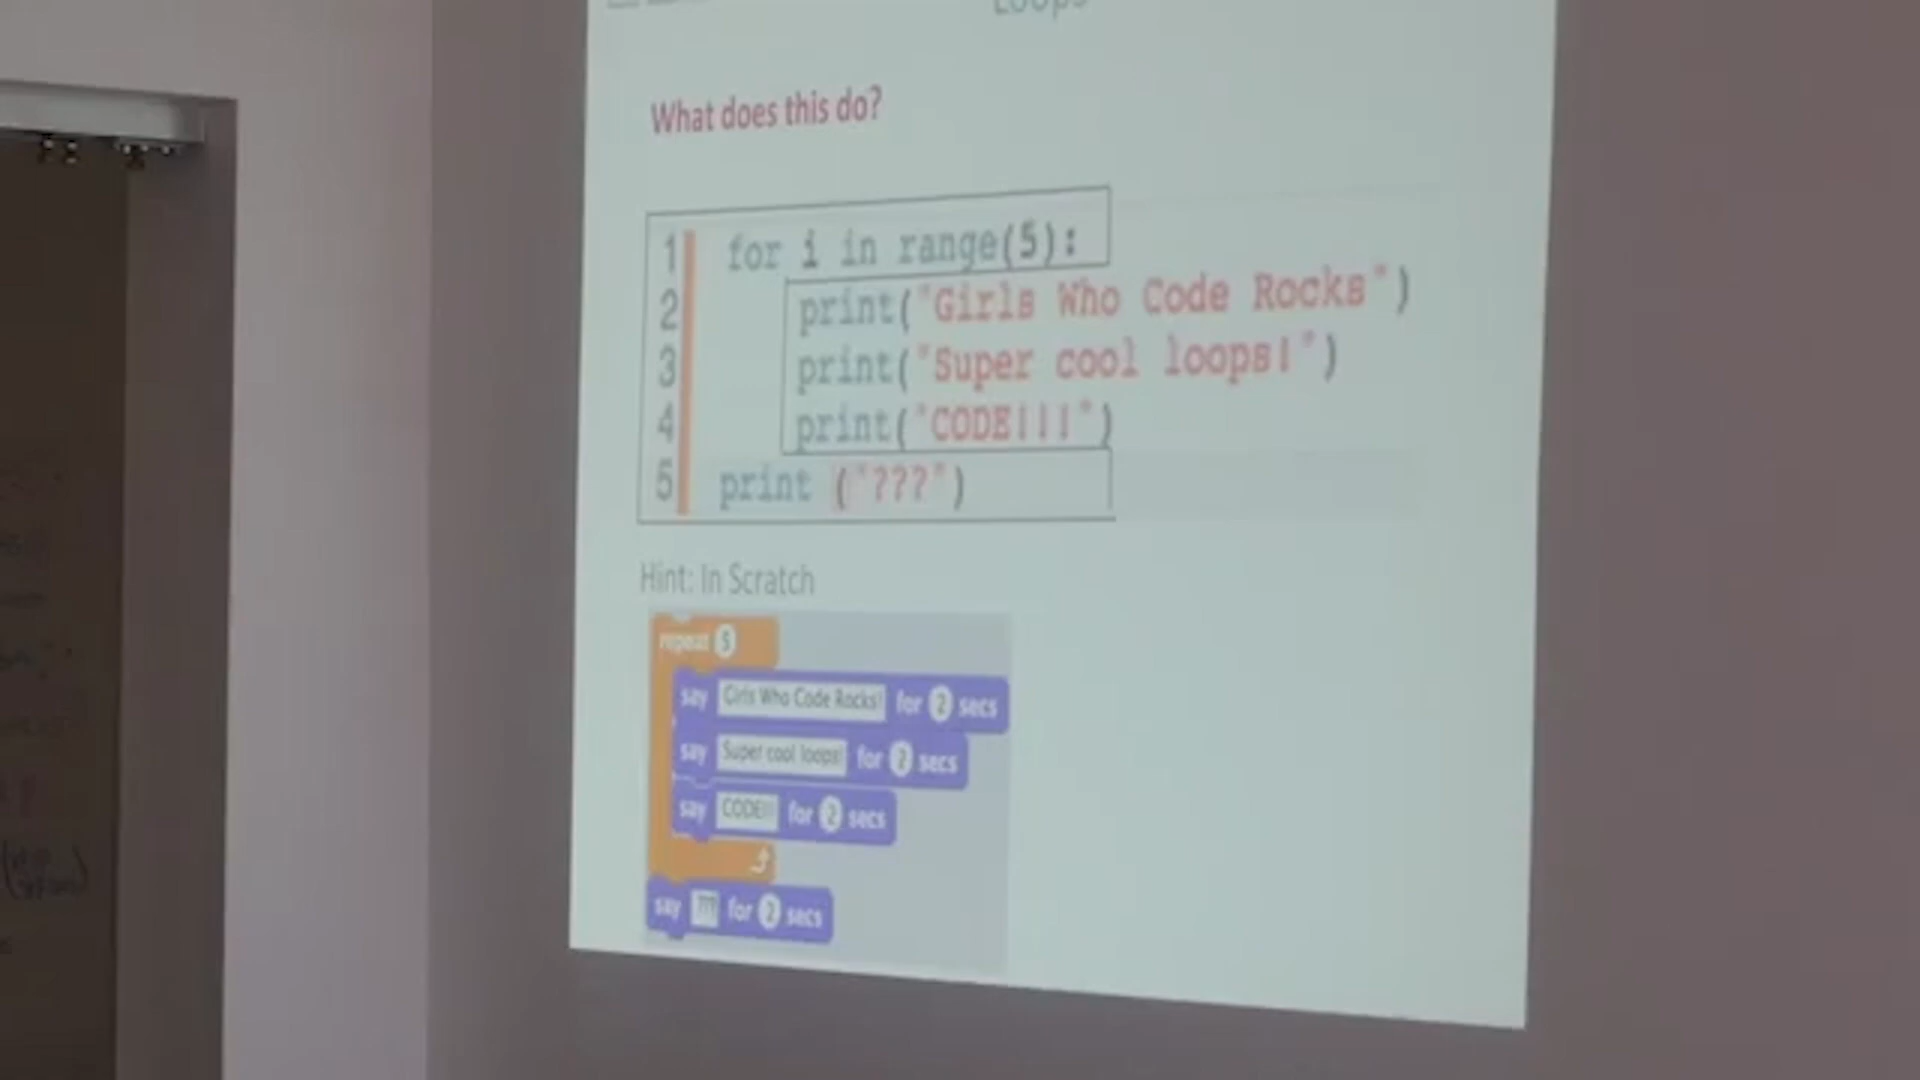 Loops
What does this do?
1 for i in range(5):
2 print("Girls Who Code Rocks")
3 print("Super cool loops!")
4 print("CODE!!!")
5 print ("???")
Hint: In Scratch
repeat 5
say Girls Who Code Rocks! for 2 secs
say Super cool loops! for 2 secs
say CODE!!! for 2 secs
say ??? for 2 secs